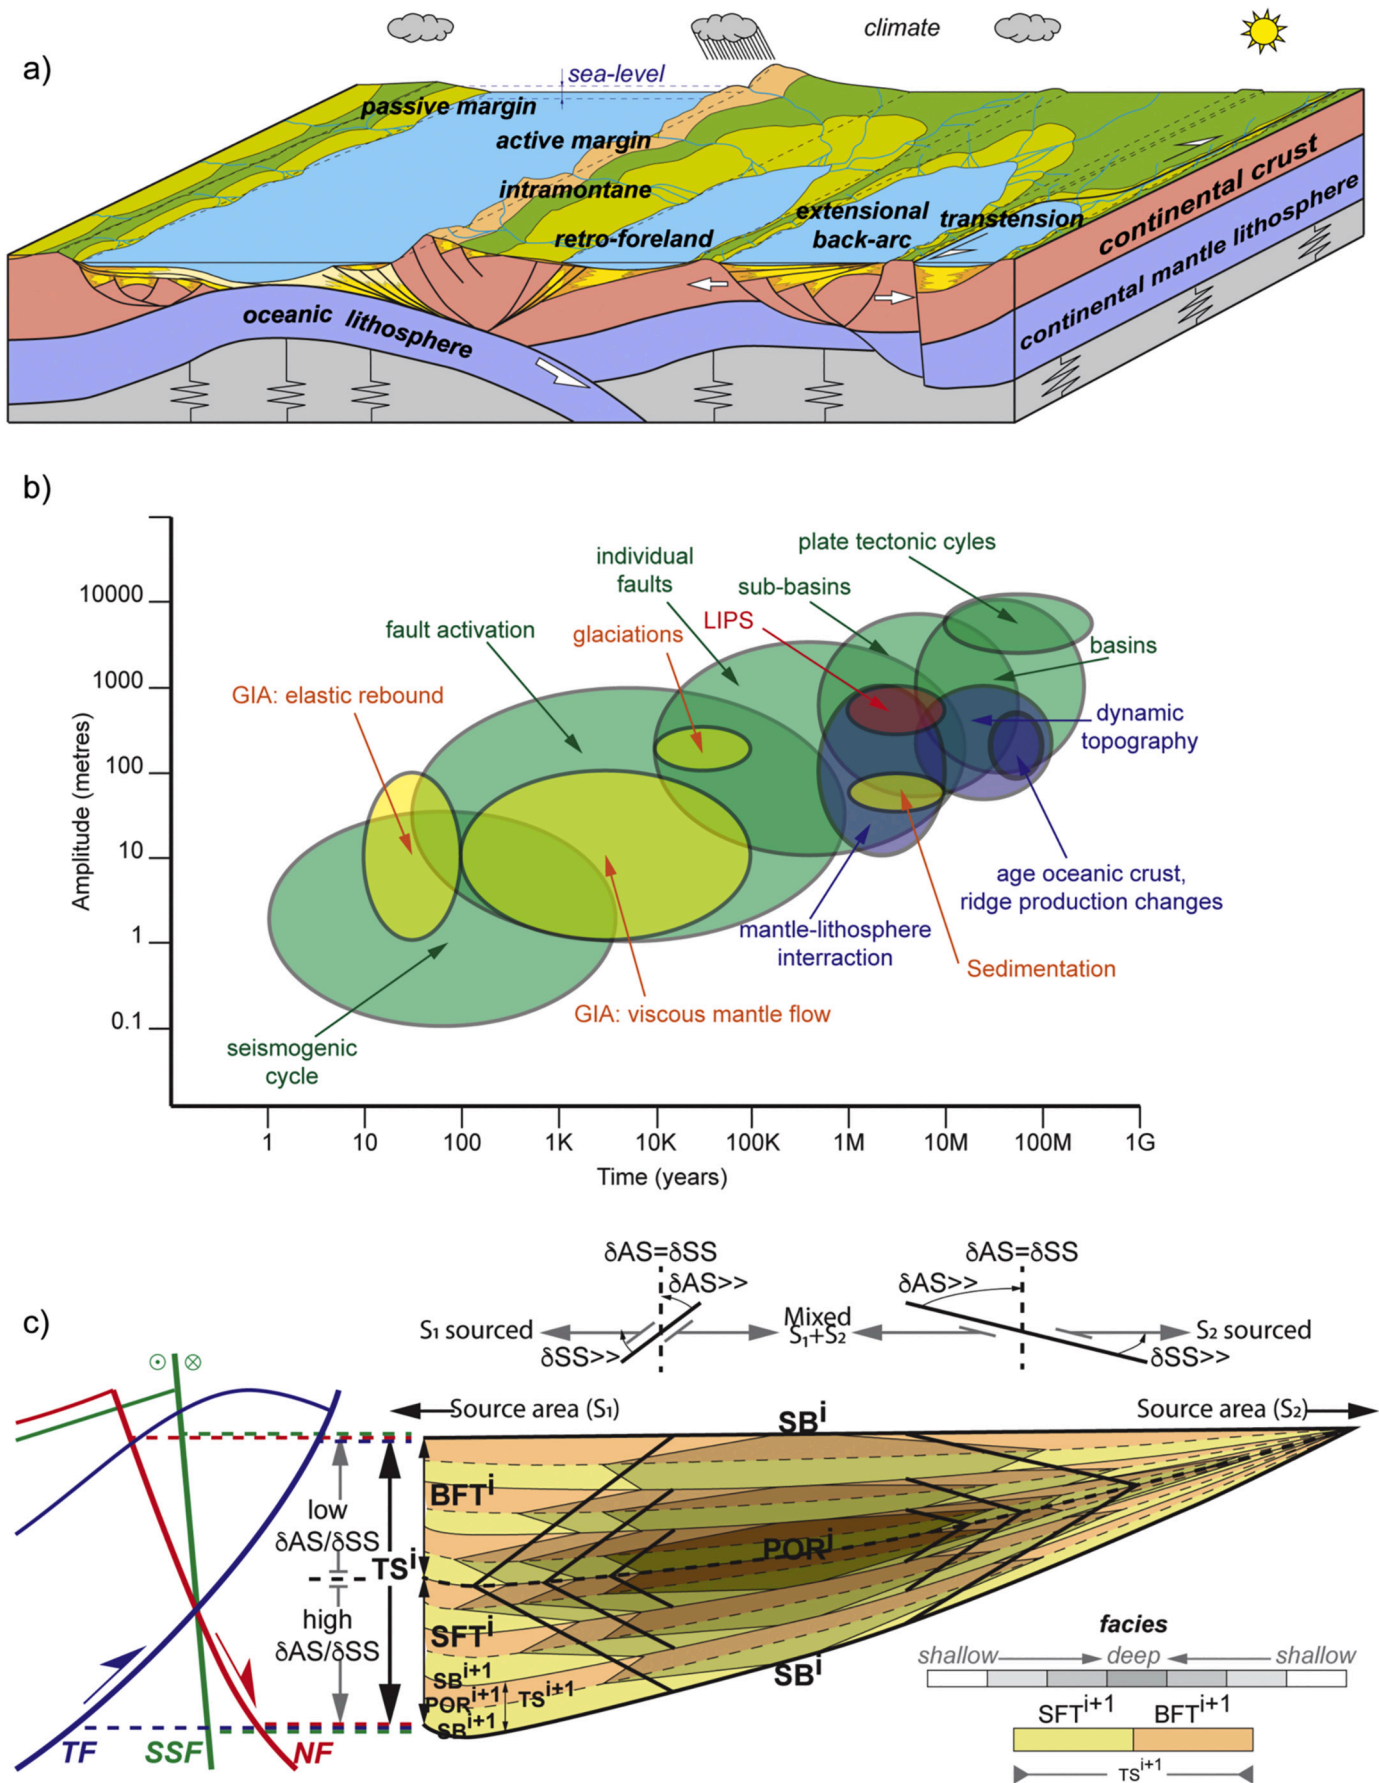 climate
a)
sea-level
passive margin
active margin
intramontane
retro-foreland
extensional
back-arc
transtension
continental crust
continental mantle lithosphere
oceanic lithosphere
b)
plate tectonic cyles
individual
faults
sub-basins
LIPS
fault activation
glaciations
basins
GIA: elastic rebound
dynamic
topography
age oceanic crust,
ridge production changes
mantle-lithosphere
interraction
Sedimentation
GIA: viscous mantle flow
seismogenic
cycle
Amplitude (metres)
10000
1000
100
10
1
0.1
1 10 100 1K 10K 100K 1M 10M 100M 1G
Time (years)
c)
δAS=δSS
δAS=δSS
δAS>>
δAS>>
S₁ sourced
Mixed
S₁+S₂
S₂ sourced
δSS>>
δSS>>
Source area (S₁)
SBⁱ
Source area (S₂)
BFTⁱ
low
δAS/δSS
TSⁱ
PORⁱ
high
δAS/δSS
SFTⁱ
SBⁱ⁺¹
PORⁱ⁺¹
TSⁱ⁺¹
SBⁱ⁺¹
SBⁱ
TF
SSF
NF
facies
shallow deep shallow
SFTⁱ⁺¹ BFTⁱ⁺¹
TSⁱ⁺¹